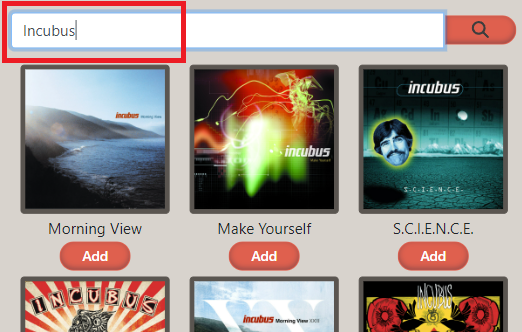 Incubus
incubus Morning View
incubus
Make Yourself
incubus
S.C.I.E.N.C.E.
Morning View
Make Yourself
S.C.I.E.N.C.E.
Add
Add
Add
INCUBUS
incubus Morning View XXIII
INCUBUS